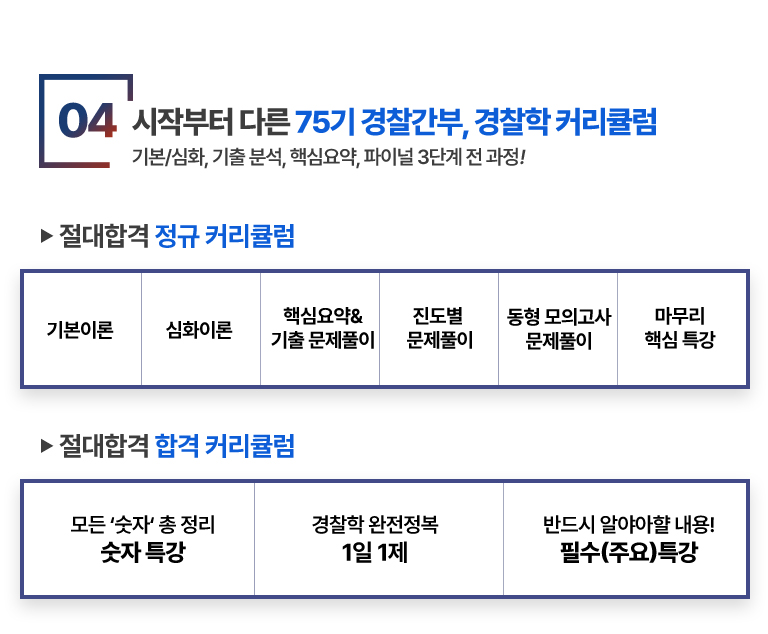 04 시작부터 다른 75기 경찰간부, 경찰학 커리큘럼
기본/심화, 기출 분석, 핵심요약, 파이널 3단계 전 과정!
▶ 절대합격 정규 커리큘럼
기본이론
심화이론
핵심요약&
기출 문제풀이
진도별
문제풀이
동형 모의고사
문제풀이
마무리
핵심 특강
▶ 절대합격 합격 커리큘럼
모든 ‘숫자‘ 총 정리
숫자 특강
경찰학 완전정복
1일 1제
반드시 알야아햘 내용!
필수(주요)특강